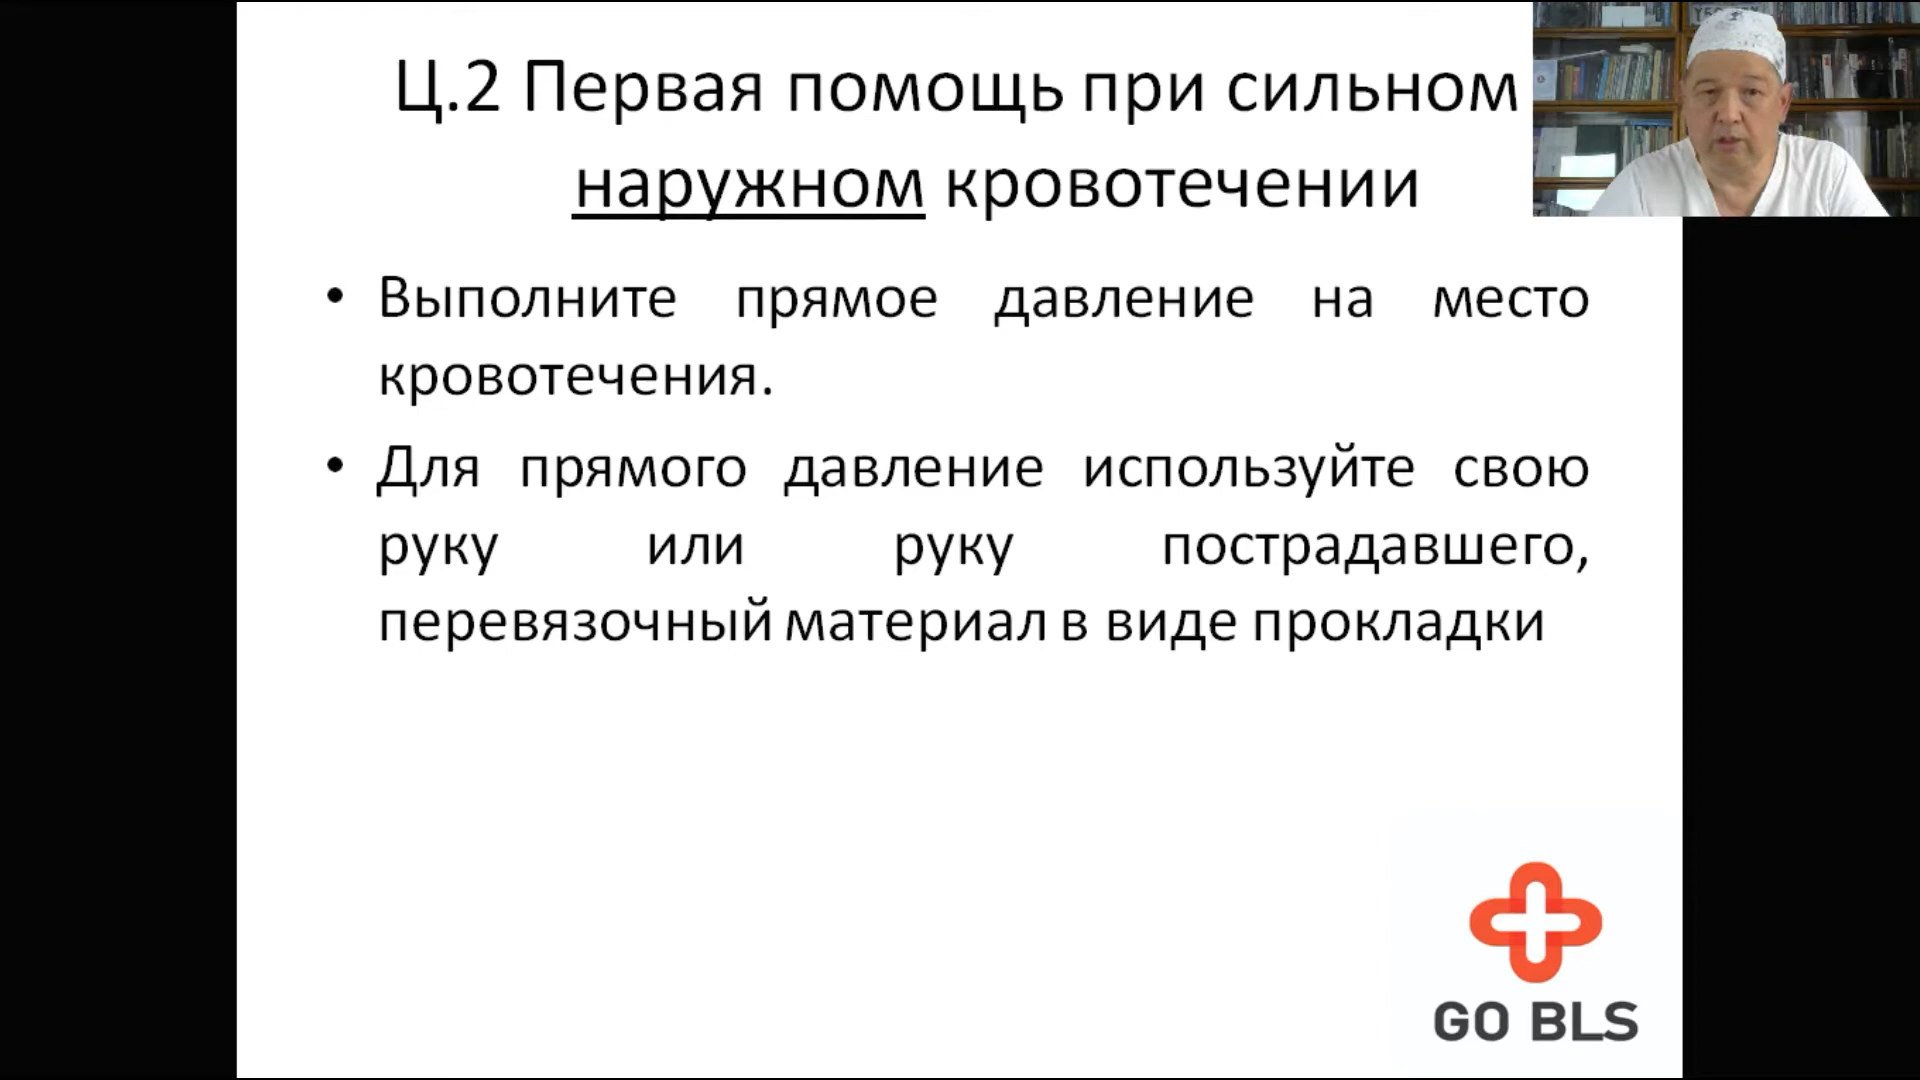 Ц.2 Первая помощь при сильном
наружном кровотечении
• Выполните прямое давление на место
кровотечения.
• Для прямого давление используйте свою
руку или руку пострадавшего,
перевязочный материал в виде прокладки
GO BLS